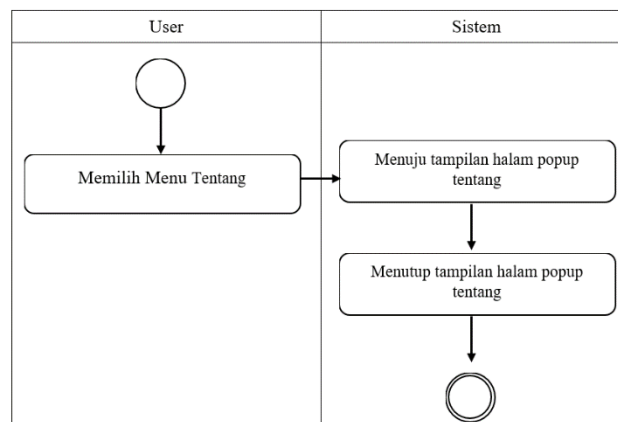 User
Sistem
Memilih Menu Tentang
Menuju tampilan halam popup
tentang
Menutup tampilan halam popup
tentang